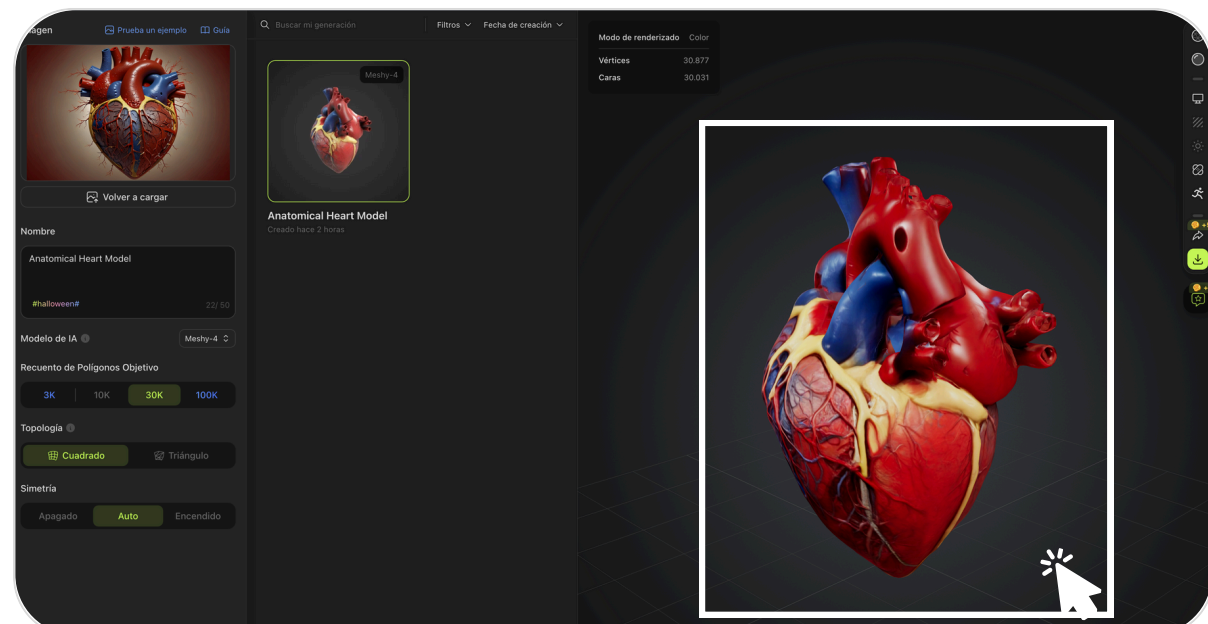 Prueba un ejemplo
Guía
Volver a cargar
Nombre
Anatomical Heart Model
#halloween#
22/ 50
Modelo de IA
Meshy-4
Recuento de Polígonos Objetivo
3K
10K
30K
100K
Topología
Cuadrado
Triángulo
Simetría
Apagado
Auto
Encendido
Buscar mi generación
Filtros
Fecha de creación
Meshy-4
Anatomical Heart Model
Creado hace 2 horas
Modo de renderizado Color
Vértices 30.877
Caras 30.031